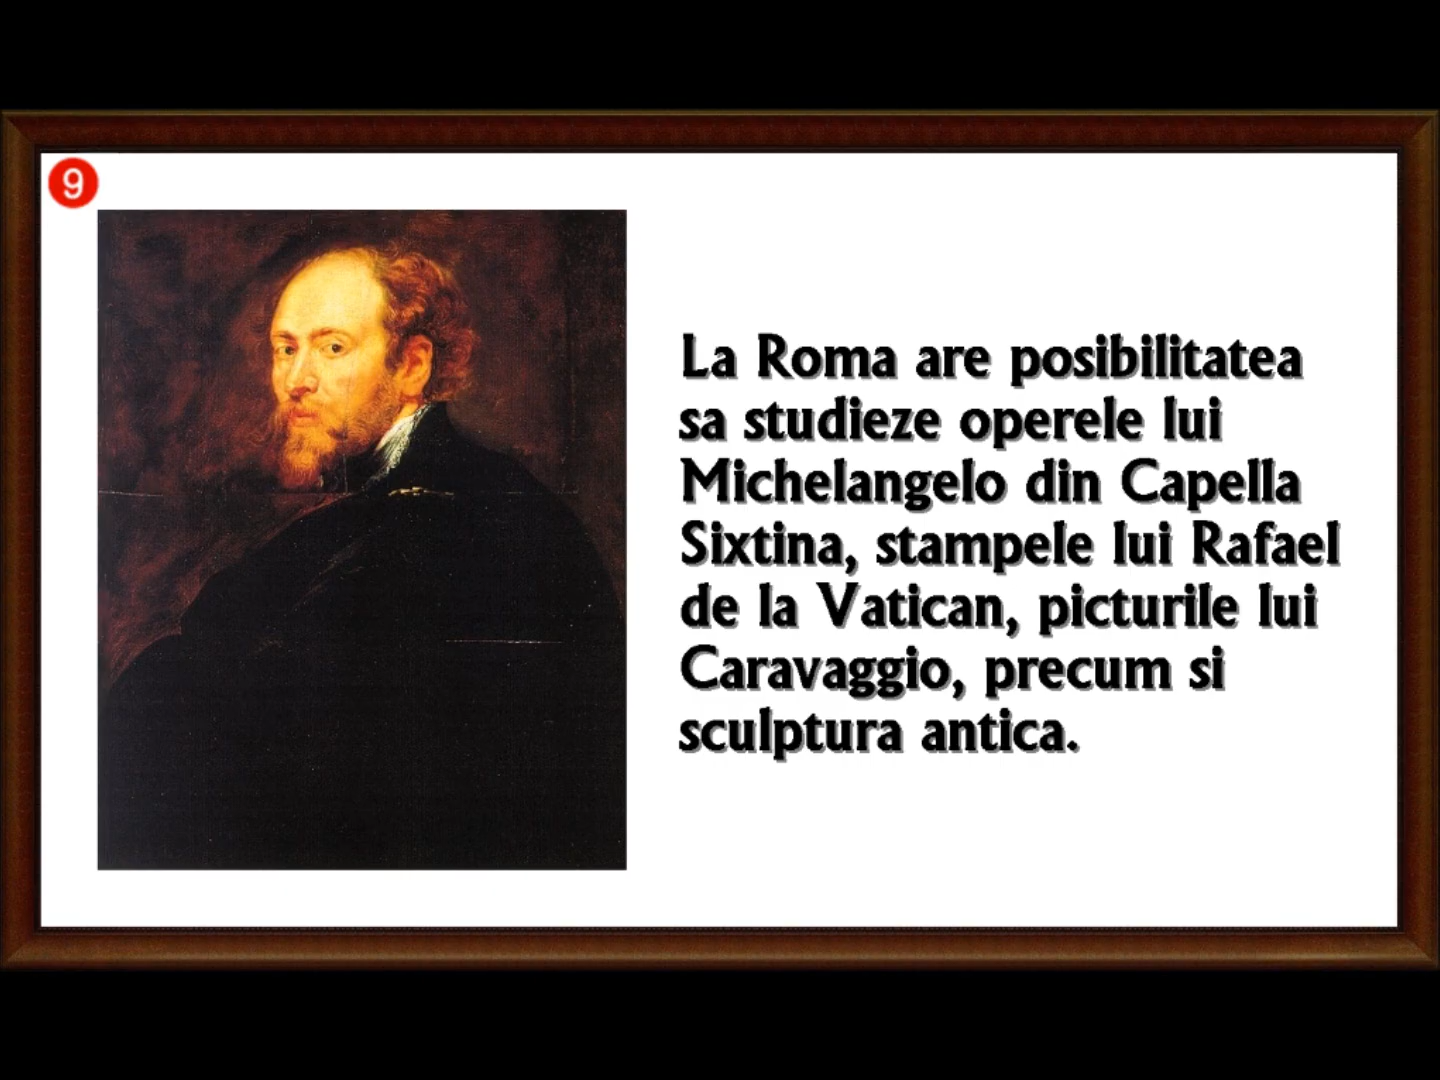 9
La Roma are posibilitatea
sa studieze operele lui
Michelangelo din Capella
Sixtina, stampele lui Rafael
de la Vatican, picturile lui
Caravaggio, precum si
sculptura antica.